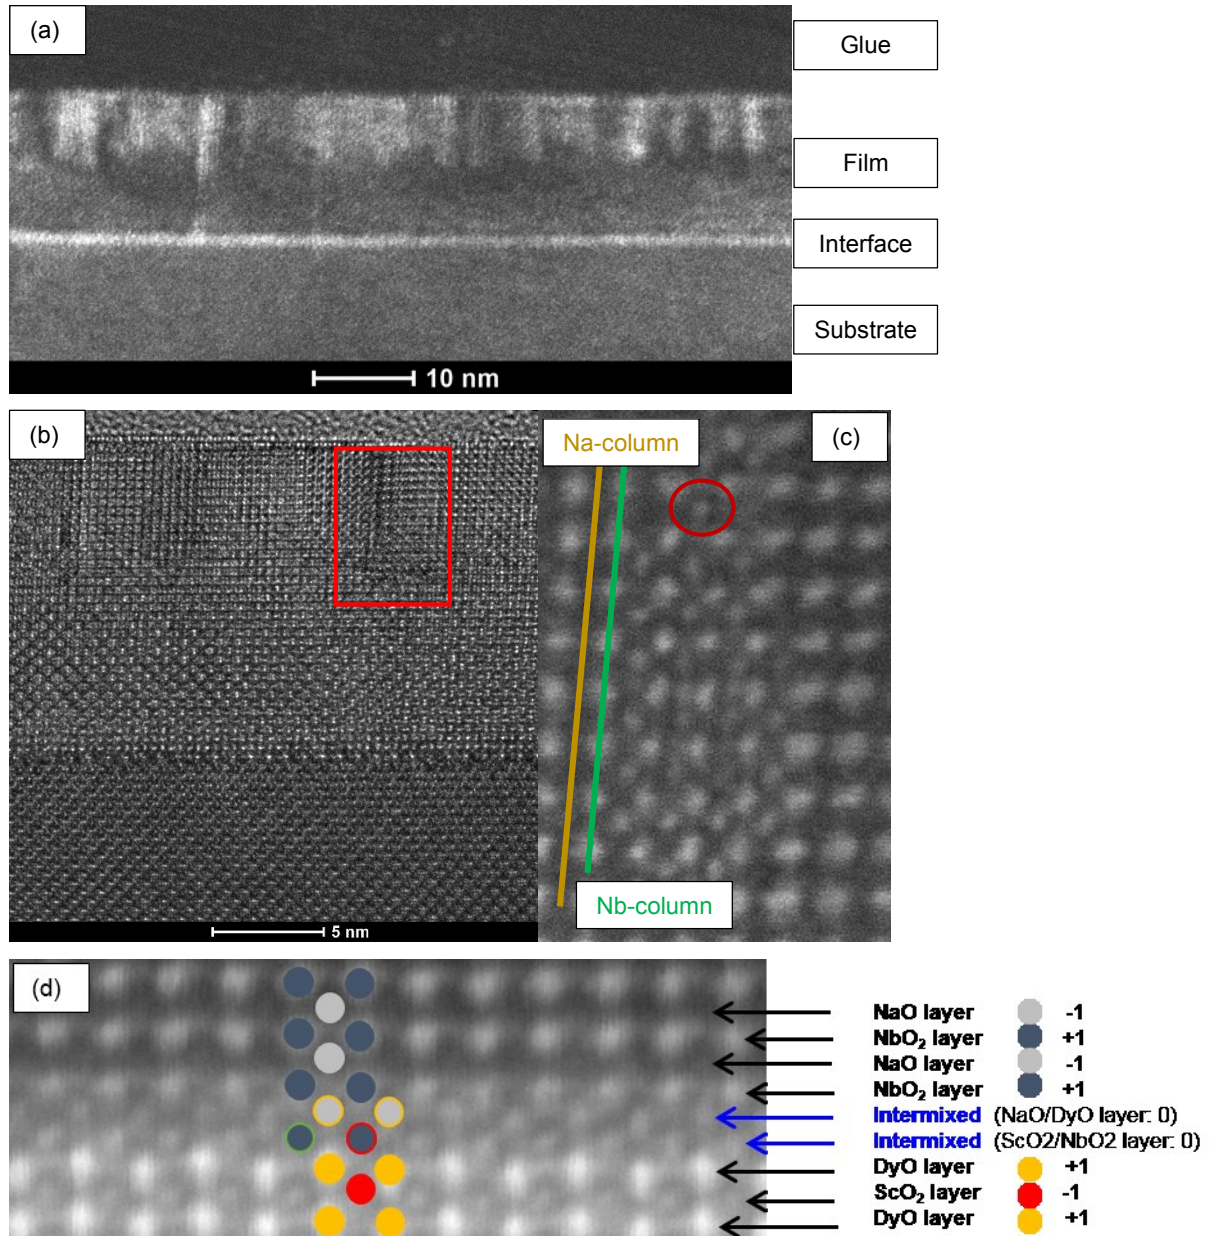 (a)
Glue
Film
Interface
Substrate
10 nm
(b)
5 nm
Na-column
(c)
Nb-column
(d)
NaO layer -1
NbO₂ layer +1
NaO layer -1
NbO₂ layer +1
Intermixed (NaO/DyO layer: 0)
Intermixed (ScO2/NbO2 layer: 0)
DyO layer +1
ScO₂ layer -1
DyO layer +1